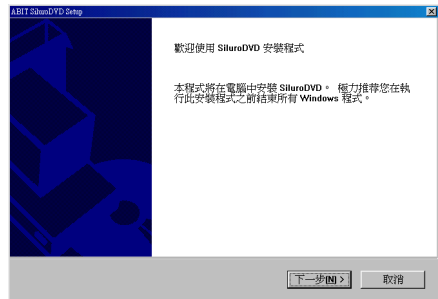 ABIT SiluroDVD Setup
歡迎使用 SiluroDVD 安裝程式
本程式將在電腦中安裝 SiluroDVD。 極力推荐您在執
行此安裝程式之前結束所有 Windows 程式。
下一步(N) >
取消